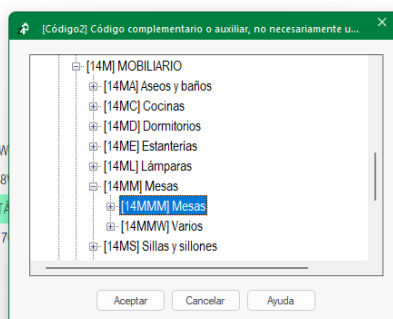 [Código2] Código complementario o auxiliar, no necesariamente u...
[14M] MOBILIARIO
[14MA] Aseos y baños
[14MC] Cocinas
[14MD] Dormitorios
[14ME] Estanterías
[14ML] Lámparas
[14MM] Mesas
[14MMM] Mesas
[14MMW] Varios
[14MS] Sillas y sillones
Aceptar
Cancelar
Ayuda